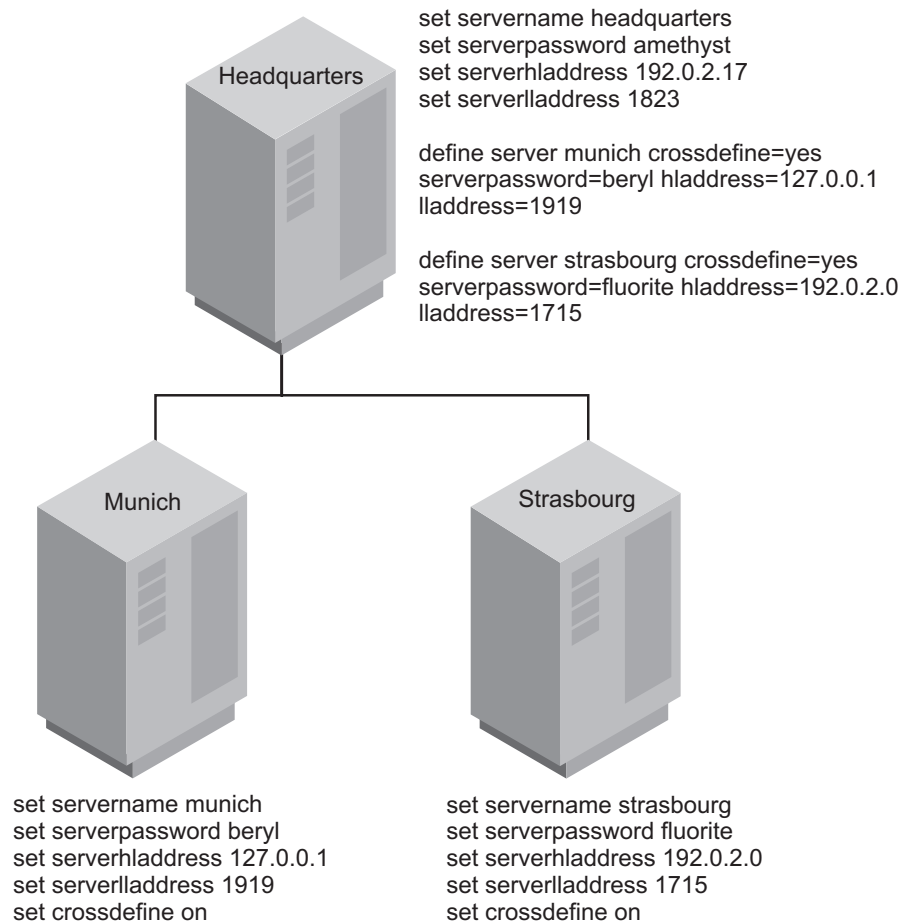 set servername headquarters
set serverpassword amethyst
set serverhladdress 192.0.2.17
set serverlladdress 1823
Headquarters
define server munich crossdefine=yes
serverpassword=beryl hladdress=127.0.0.1
lladdress=1919
define server strasbourg crossdefine=yes
serverpassword=fluorite hladdress=192.0.2.0
lladdress=1715
Munich
Strasbourg
set servername munich
set serverpassword beryl
set serverhladdress 127.0.0.1
set serverlladdress 1919
set crossdefine on
set servername strasbourg
set serverpassword fluorite
set serverhladdress 192.0.2.0
set serverlladdress 1715
set crossdefine on